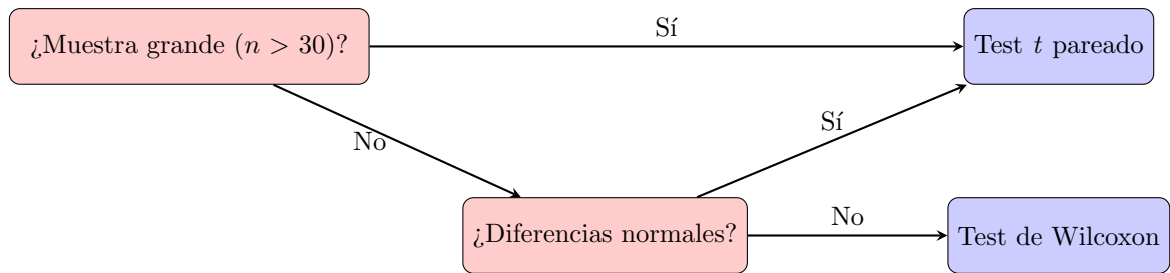 ¿Muestra grande (n > 30)?
Sí
Test t pareado
No
Sí
¿Diferencias normales?
No
Test de Wilcoxon